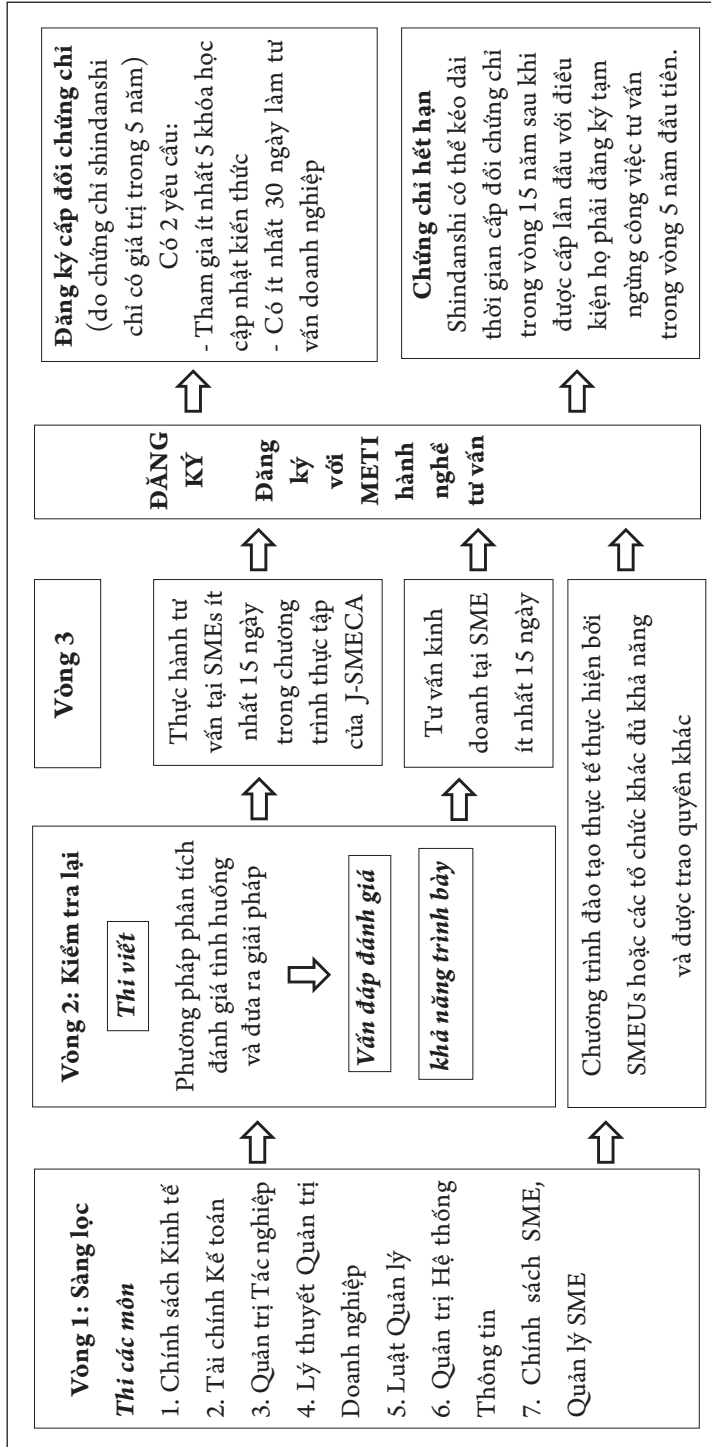 Vòng 1: Sàng lọc
Thi các môn
1. Chính sách Kinh tế
2. Tài chính Kế toán
3. Quản trị Tác nghiệp
4. Lý thuyết Quản trị
Doanh nghiệp
5. Luật Quản lý
6. Quản trị Hệ thống
Thông tin
7. Chính sách SME,
Quản lý SME
Vòng 2: Kiểm tra lại
Thi viết
Phương pháp phân tích
đánh giá tình huống
và đưa ra giải pháp
Vấn đáp đánh giá
khả năng trình bày
Vòng 3
Thực hành tư
vấn tại SMEs ít
nhất 15 ngày
trong chương
trình thực tập
của J-SMECA
Tư vấn kinh
doanh tại SME
ít nhất 15 ngày
Chương trình đào tạo thực tế thực hiện bởi
SMEUs hoặc các tổ chức khác đủ khả năng
và được trao quyền khác
ĐĂNG
KÝ
Đăng
ký
với
METI
hành
nghề
tư vấn
Đăng ký cấp đổi chứng chỉ
(do chứng chỉ shindanshi
chỉ có giá trị trong 5 năm)
Có 2 yêu cầu:
- Tham gia ít nhất 5 khóa học
cập nhật kiến thức
- Có ít nhất 30 ngày làm tư
vấn doanh nghiệp
Chứng chỉ hết hạn
Shindanshi có thể kéo dài
thời gian cấp đổi chứng chỉ
trong vòng 15 năm sau khi
được cấp lần đầu với điều
kiện họ phải đăng ký tạm
ngừng công việc tư vấn
trong vòng 5 năm đầu tiên.